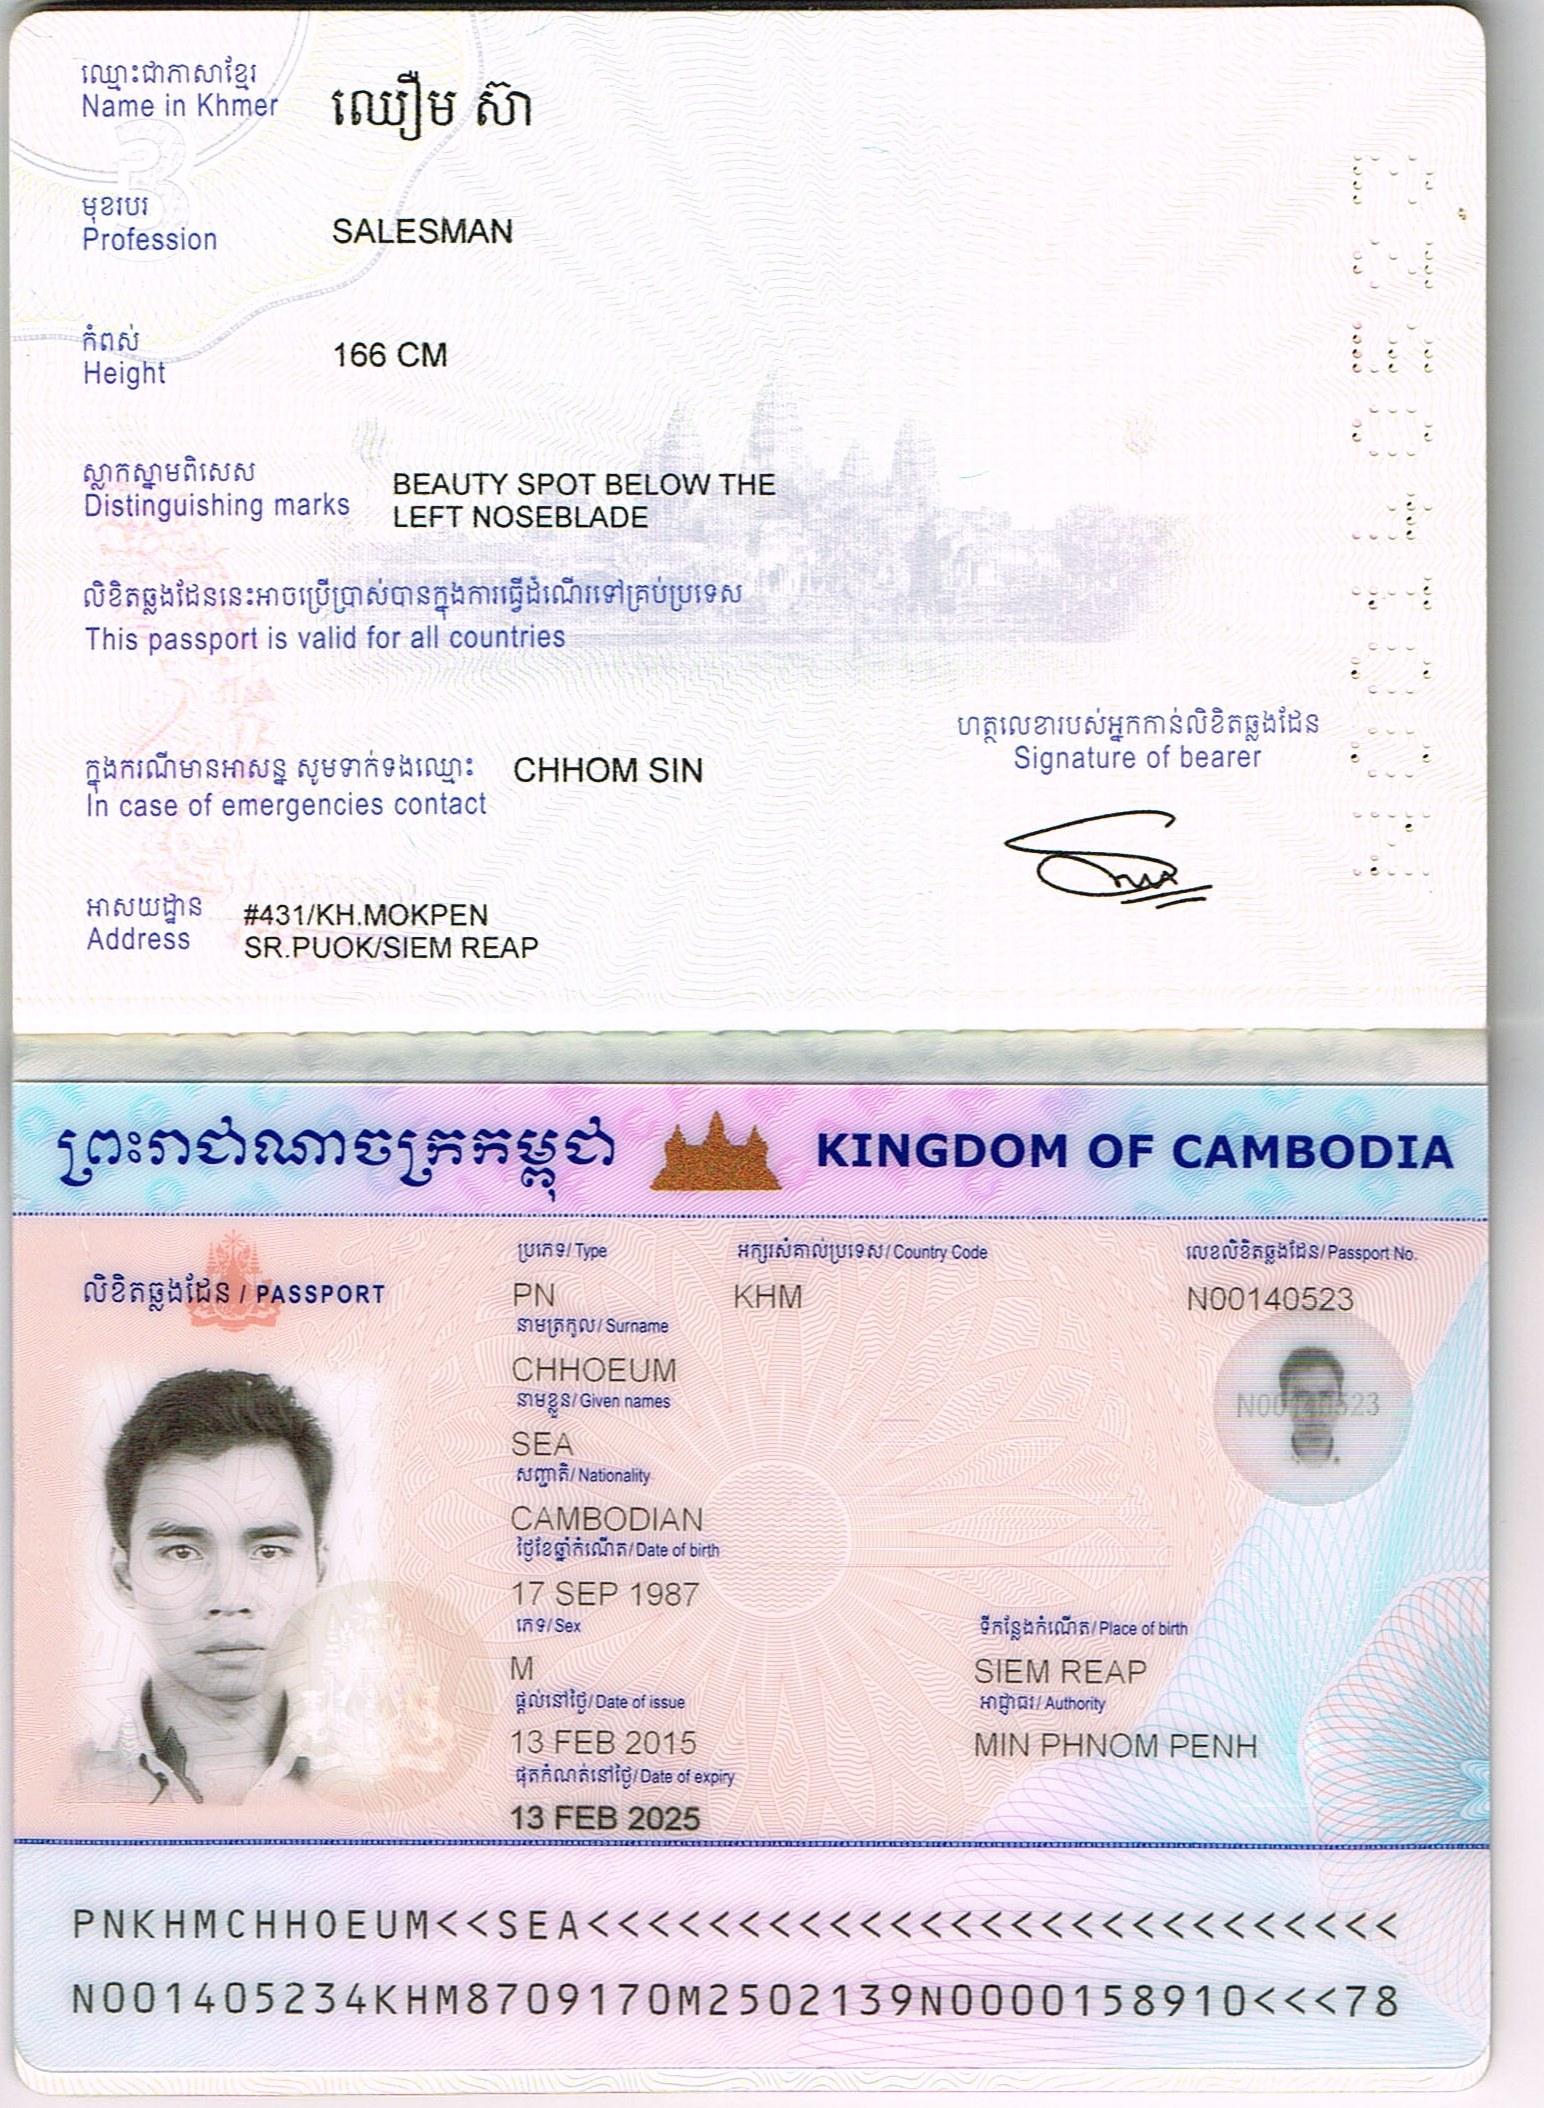 ឈ្មោះជាភាសាខ្មែរ
Name in Khmer
ឈឿម ស៊ា
មុខរបរ
Profession
SALESMAN
កំពស់
Height
166 CM
ស្លាកស្នាមពិសេស
Distinguishing marks
BEAUTY SPOT BELOW THE
LEFT NOSEBLADE
លិខិតឆ្លងដែននេះអាចប្រើប្រាស់បានក្នុងការធ្វើដំណើរទៅគ្រប់ប្រទេស
This passport is valid for all countries
ហត្ថលេខារបស់អ្នកកាន់លិខិតឆ្លងដែន
Signature of bearer
ក្នុងករណីមានអាសន្ន សូមទាក់ទងឈ្មោះ
In case of emergencies contact
CHHOM SIN
អាសយដ្ឋាន
Address
#431/KH.MOKPEN
SR.PUOK/SIEM REAP
ព្រះរាជាណាចក្រកម្ពុជា
KINGDOM OF CAMBODIA
លិខិតឆ្លងដែន / PASSPORT
ប្រភេទ/ Type
អក្សរសំគាល់ប្រទេស/ Country Code
លេខលិខិតឆ្លងដែន/ Passport No.
PN
KHM
N00140523
នាមត្រកូល/ Surname
CHHOEUM
នាមខ្លួន/ Given names
SEA
N00140523
សញ្ជាតិ/ Nationality
CAMBODIAN
ថ្ងៃខែឆ្នាំកំណើត/ Date of birth
17 SEP 1987
ភេទ/ Sex
M
ទីកន្លែងកំណើត/ Place of birth
SIEM REAP
ផ្តល់នៅថ្ងៃ/ Date of issue
13 FEB 2015
អាជ្ញាធរ/ Authority
MIN PHNOM PENH
ផុតកំណត់នៅថ្ងៃ/ Date of expiry
13 FEB 2025
PNKHMCHHOEUM<<SEA<<<<<<<<<<<<<<<<<<<<<<<<<<<
N001405234KHM8709170M2502139N0000158910<<<78